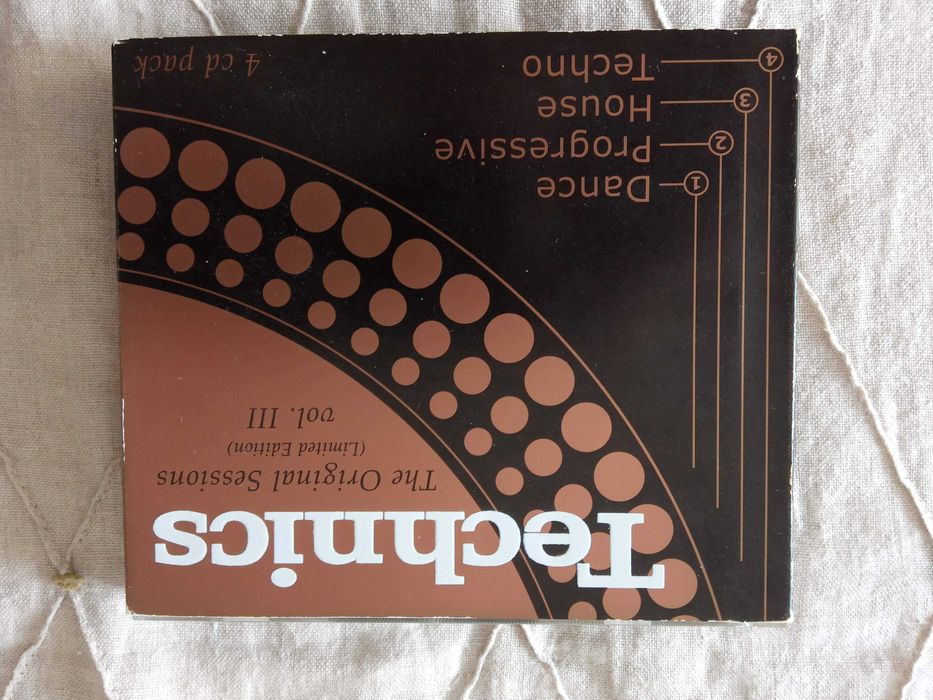 Technics
The Original Sessions
(Limited Edition)
vol. III
1 Dance
2 Progressive
3 House
4 Techno
4 cd pack